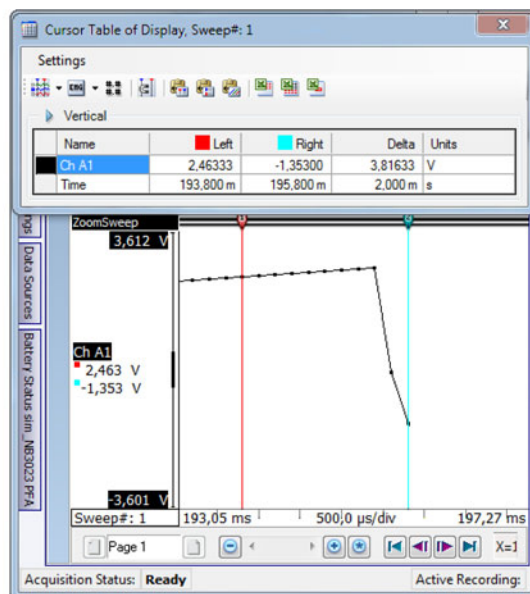 Cursor Table of Display, Sweep#: 1
Settings
Vertical
Name Left Right Delta Units
Ch A1 2,46333 -1,35300 3,81633 V
Time 193,800 m 195,800 m 2,000 m s
ZoomSweep
3,612 V
Data Sources
Battery Status sim_NB3023 PFA
Ch A1
2,463 V
-1,353 V
-3,601 V
Sweep#: 1 193,05 ms 500,0 µs/div 197,27 ms
Page 1 X=1
Acquisition Status: Ready Active Recording: